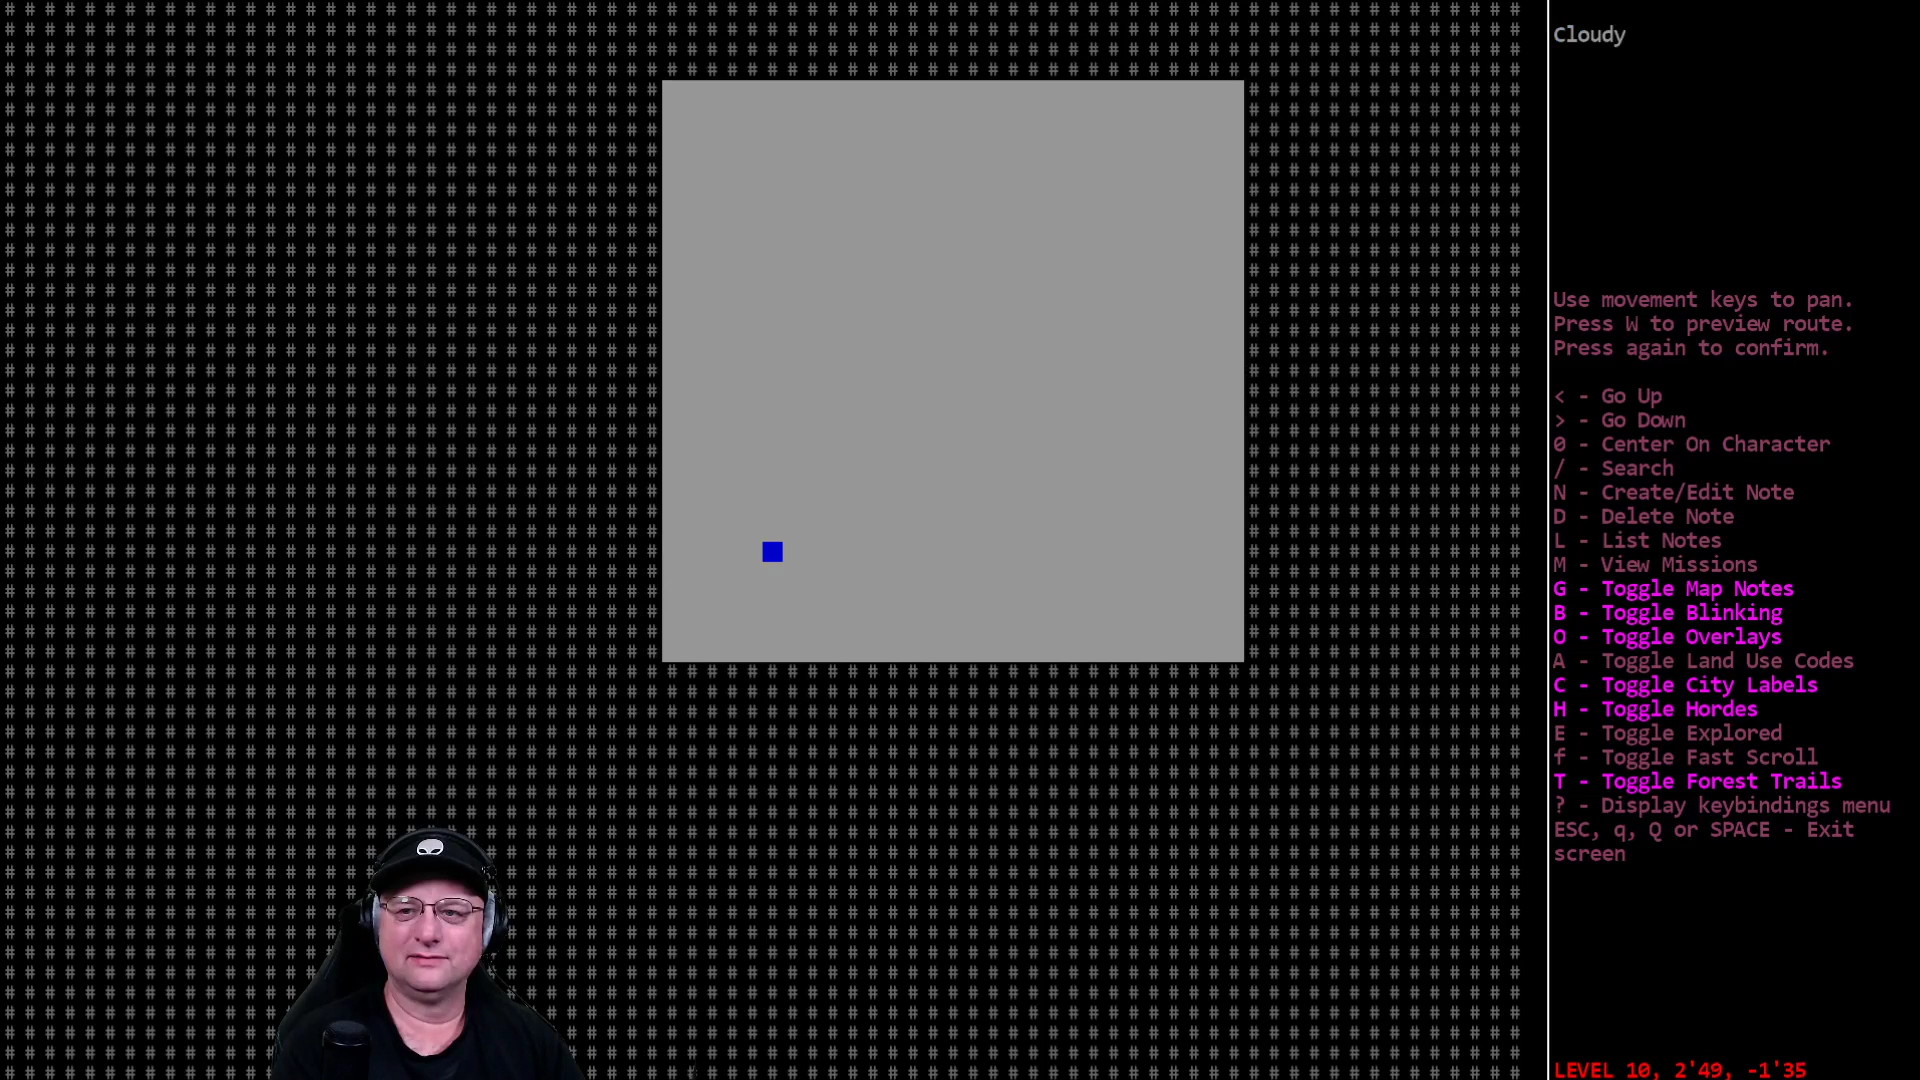 Cloudy
Use movement keys to pan.
Press W to preview route.
Press again to confirm.
< - Go Up
> - Go Down
0 - Center On Character
/ - Search
N - Create/Edit Note
D - Delete Note
L - List Notes
M - View Missions
G - Toggle Map Notes
B - Toggle Blinking
O - Toggle Overlays
A - Toggle Land Use Codes
C - Toggle City Labels
H - Toggle Hordes
E - Toggle Explored
f - Toggle Fast Scroll
T - Toggle Forest Trails
? - Display keybindings menu
ESC, q, Q or SPACE - Exit
screen
LEVEL 10, 2'49, -1'35